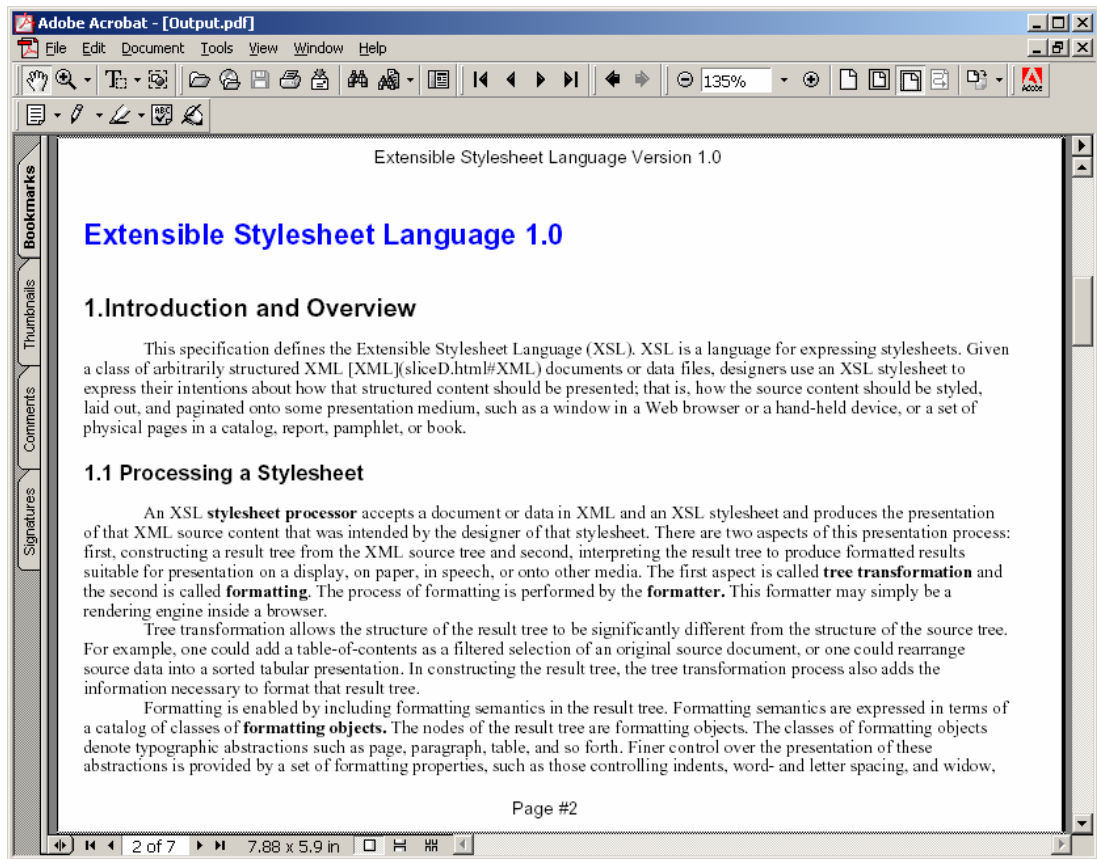 Adobe Acrobat - [Output.pdf]
File Edit Document Tools View Window Help
135%
Adobe
ABC
Bookmarks
Thumbnails
Comments
Signatures
Extensible Stylesheet Language Version 1.0
Extensible Stylesheet Language 1.0
1.Introduction and Overview
This specification defines the Extensible Stylesheet Language (XSL). XSL is a language for expressing stylesheets. Given
a class of arbitrarily structured XML [XML](sliceD.html#XML) documents or data files, designers use an XSL stylesheet to
express their intentions about how that structured content should be presented; that is, how the source content should be styled,
laid out, and paginated onto some presentation medium, such as a window in a Web browser or a hand-held device, or a set of
physical pages in a catalog, report, pamphlet, or book.
1.1 Processing a Stylesheet
An XSL stylesheet processor accepts a document or data in XML and an XSL stylesheet and produces the presentation
of that XML source content that was intended by the designer of that stylesheet. There are two aspects of this presentation process:
first, constructing a result tree from the XML source tree and second, interpreting the result tree to produce formatted results
suitable for presentation on a display, on paper, in speech, or onto other media. The first aspect is called tree transformation and
the second is called formatting. The process of formatting is performed by the formatter. This formatter may simply be a
rendering engine inside a browser.
Tree transformation allows the structure of the result tree to be significantly different from the structure of the source tree.
For example, one could add a table-of-contents as a filtered selection of an original source document, or one could rearrange
source data into a sorted tabular presentation. In constructing the result tree, the tree transformation process also adds the
information necessary to format that result tree.
Formatting is enabled by including formatting semantics in the result tree. Formatting semantics are expressed in terms of
a catalog of classes of formatting objects. The nodes of the result tree are formatting objects. The classes of formatting objects
denote typographic abstractions such as page, paragraph, table, and so forth. Finer control over the presentation of these
abstractions is provided by a set of formatting properties, such as those controlling indents, word- and letter spacing, and widow,
Page #2
2 of 7 7.88 x 5.9 in